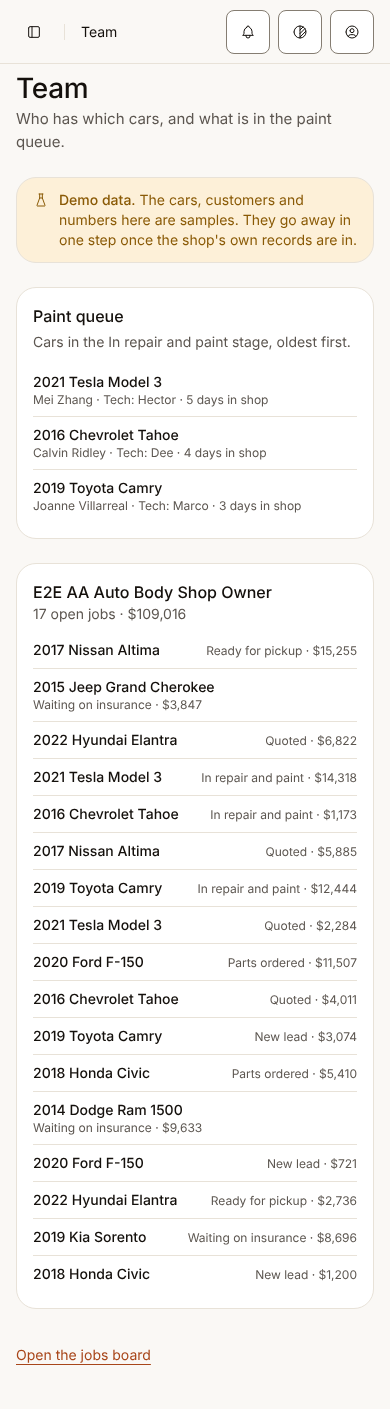 Team
Team
Who has which cars, and what is in the paint
queue.
Demo data. The cars, customers and
numbers here are samples. They go away in
one step once the shop's own records are in.
Paint queue
Cars in the In repair and paint stage, oldest first.
2021 Tesla Model 3
Mei Zhang · Tech: Hector · 5 days in shop
2016 Chevrolet Tahoe
Calvin Ridley · Tech: Dee · 4 days in shop
2019 Toyota Camry
Joanne Villarreal · Tech: Marco · 3 days in shop
E2E AA Auto Body Shop Owner
17 open jobs · $109,016
2017 Nissan Altima Ready for pickup · $15,255
2015 Jeep Grand Cherokee
Waiting on insurance · $3,847
2022 Hyundai Elantra Quoted · $6,822
2021 Tesla Model 3 In repair and paint · $14,318
2016 Chevrolet Tahoe In repair and paint · $1,173
2017 Nissan Altima Quoted · $5,885
2019 Toyota Camry In repair and paint · $12,444
2021 Tesla Model 3 Quoted · $2,284
2020 Ford F-150 Parts ordered · $11,507
2016 Chevrolet Tahoe Quoted · $4,011
2019 Toyota Camry New lead · $3,074
2018 Honda Civic Parts ordered · $5,410
2014 Dodge Ram 1500
Waiting on insurance · $9,633
2020 Ford F-150 New lead · $721
2022 Hyundai Elantra Ready for pickup · $2,736
2019 Kia Sorento Waiting on insurance · $8,696
2018 Honda Civic New lead · $1,200
Open the jobs board